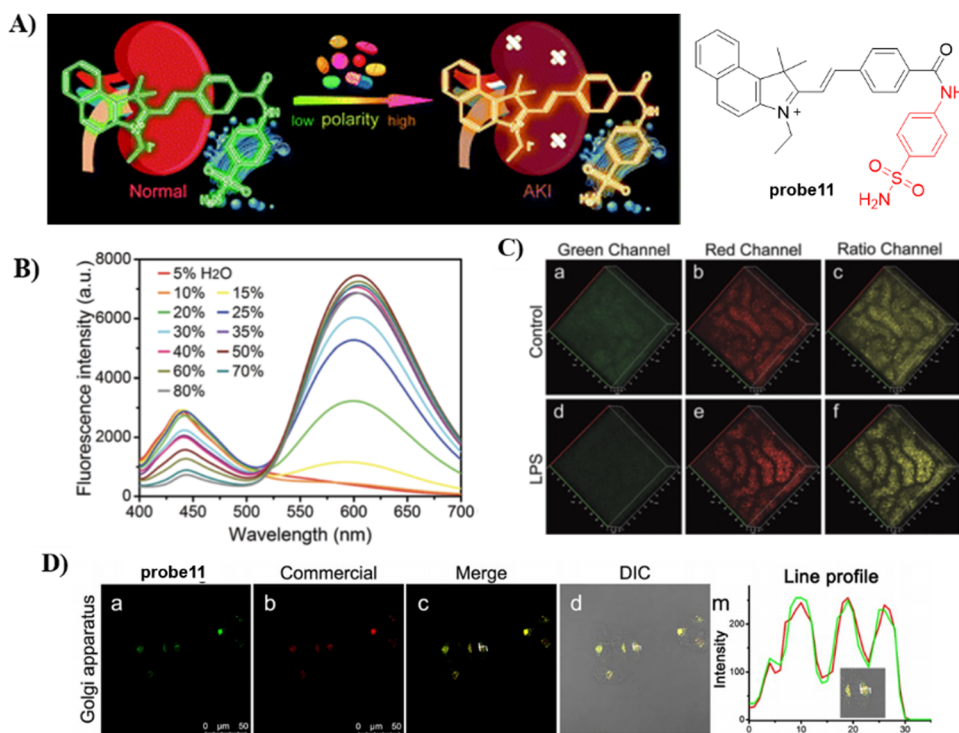 A)
low polarity high
Normal
AKI
O
NH
N
+
S
O
O
H2N
probe11
B)
Fluorescence intensity (a.u.)
8000
6000
4000
2000
0
5% H2O
10% 15%
20% 25%
30% 35%
40% 50%
60% 70%
80%
400 450 500 550 600 650 700
Wavelength (nm)
C)
Green Channel Red Channel Ratio Channel
Control
a b c
LPS
d e f
D)
probe11 Commercial Merge DIC
Golgi apparatus
a b c d
0 µm 50
0 µm 50
m
Line profile
Intensity
200
100
0
0 10 20 30